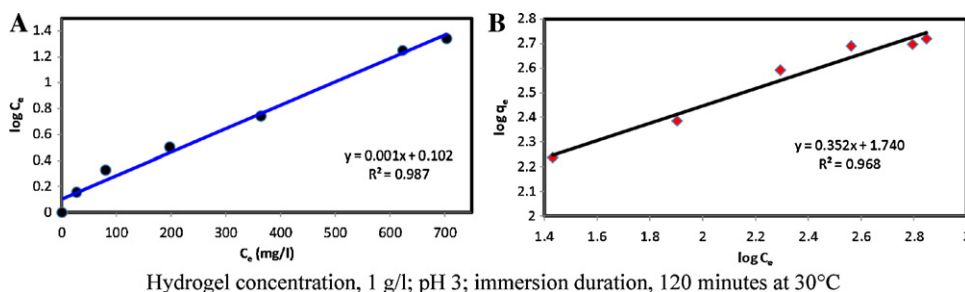 A
1.4
1.2
1.0
0.8
0.6
0.4
0.2
0
log Cₑ
y = 0.001x + 0.102
R² = 0.987
0 100 200 300 400 500 600 700
Cₑ (mg/l)
B
2.8
2.7
2.6
2.5
2.4
2.3
2.2
2.1
2
log qₑ
y = 0.352x + 1.740
R² = 0.968
1.4 1.6 1.8 2 2.2 2.4 2.6 2.8 3
log Cₑ
Hydrogel concentration, 1 g/l; pH 3; immersion duration, 120 minutes at 30°C